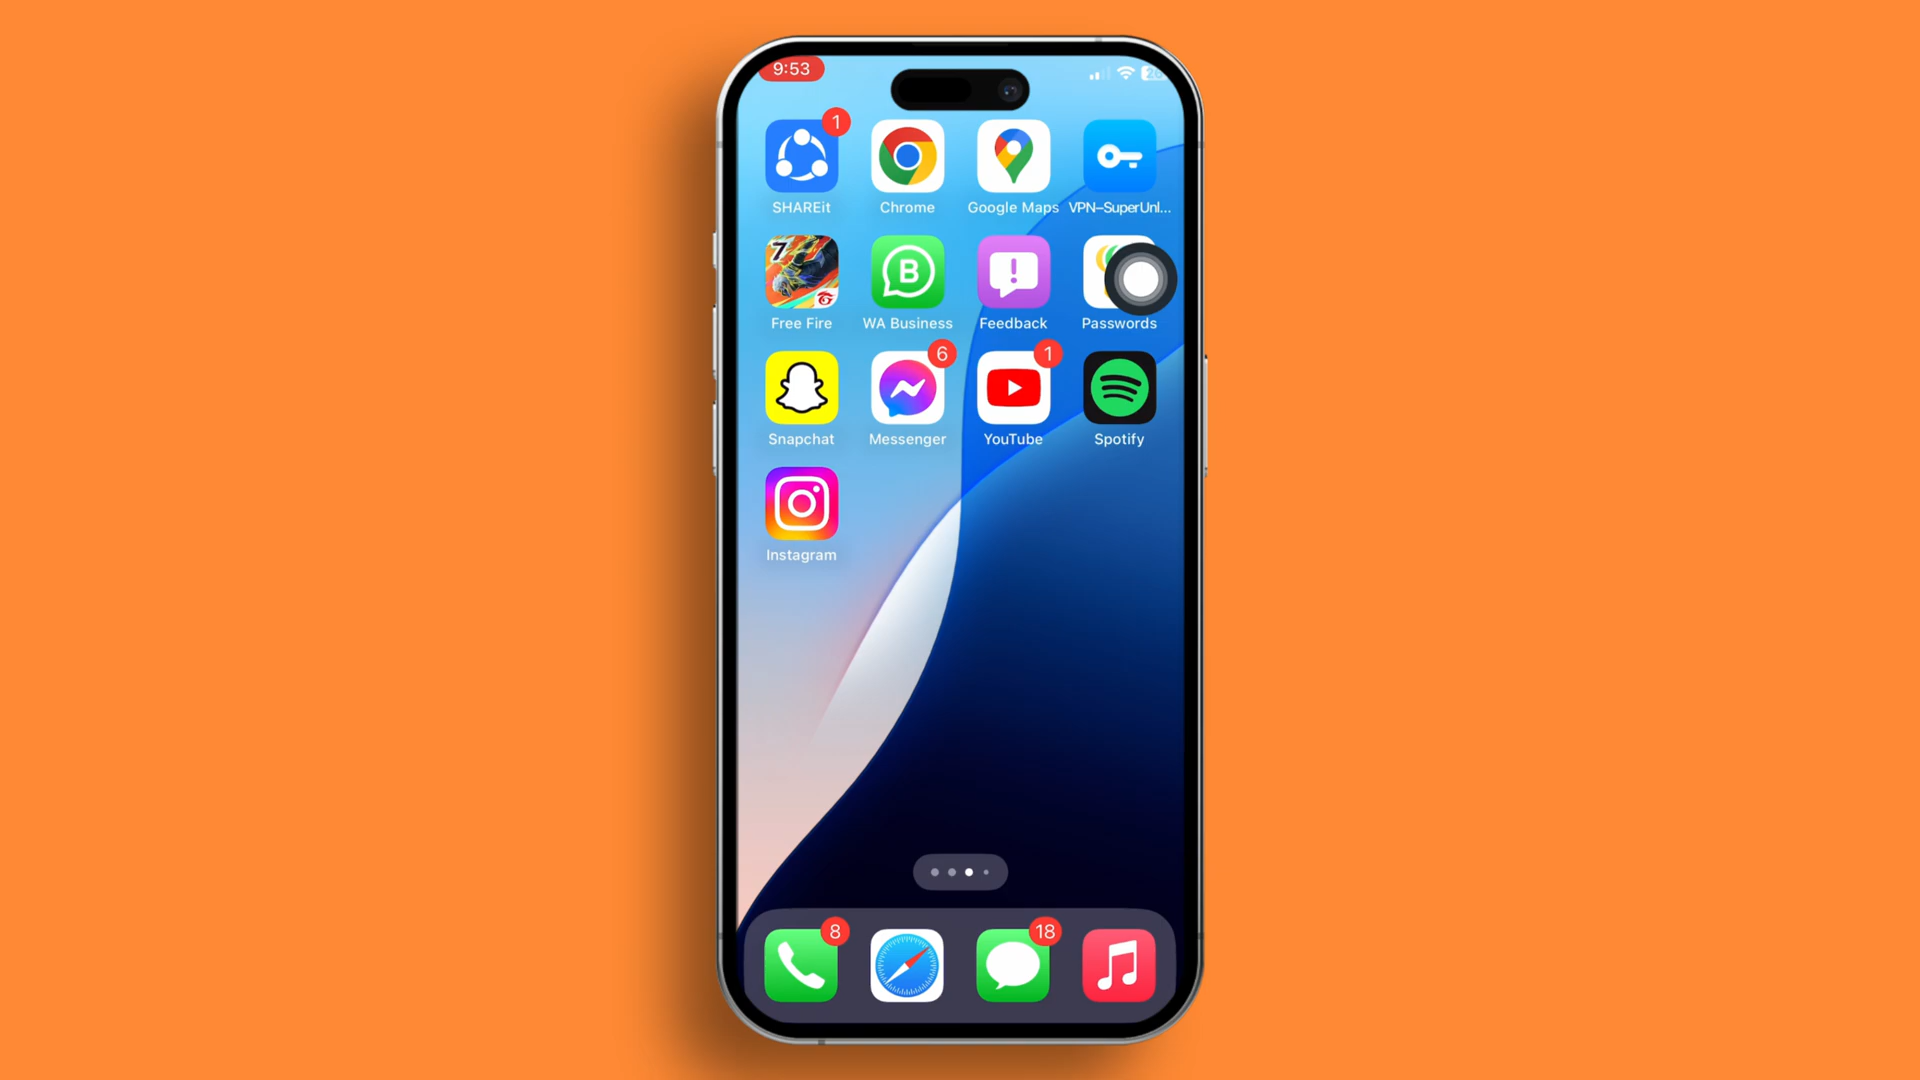 9:53
1
SHAREit
Chrome
Google Maps
VPN–SuperUnl...
7
B
Free Fire
WA Business
Feedback
Passwords
6
1
Snapchat
Messenger
YouTube
Spotify
Instagram
8
18